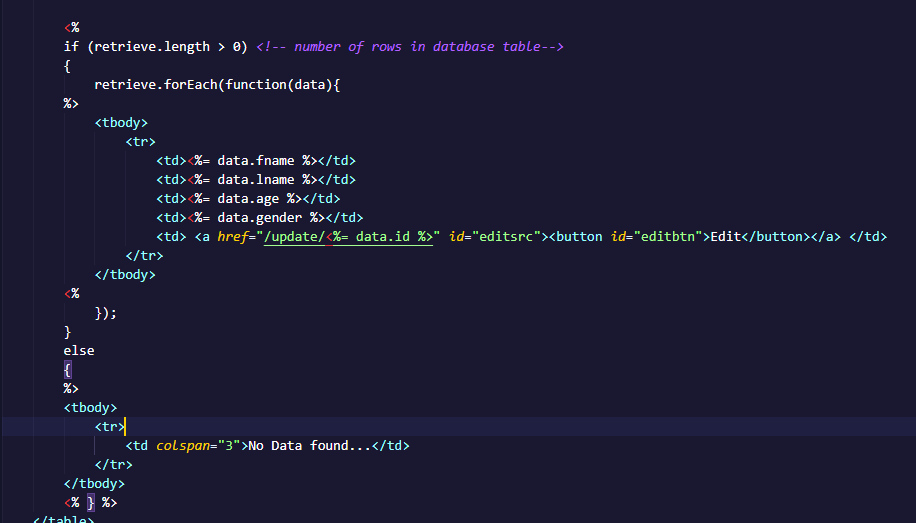 <%
if (retrieve.length > 0) <!-- number of rows in database table-->
{
retrieve.forEach(function(data){
%>
<tbody>
<tr>
<td><%= data.fname %></td>
<td><%= data.lname %></td>
<td><%= data.age %></td>
<td><%= data.gender %></td>
<td> <a href="/update/<%= data.id %>" id="editsrc"><button id="editbtn">Edit</button></a> </td>
</tr>
</tbody>
<%
});
}
else
{
%>
<tbody>
<tr>
<td colspan="3">No Data found...</td>
</tr>
</tbody>
<% } %>
</table>